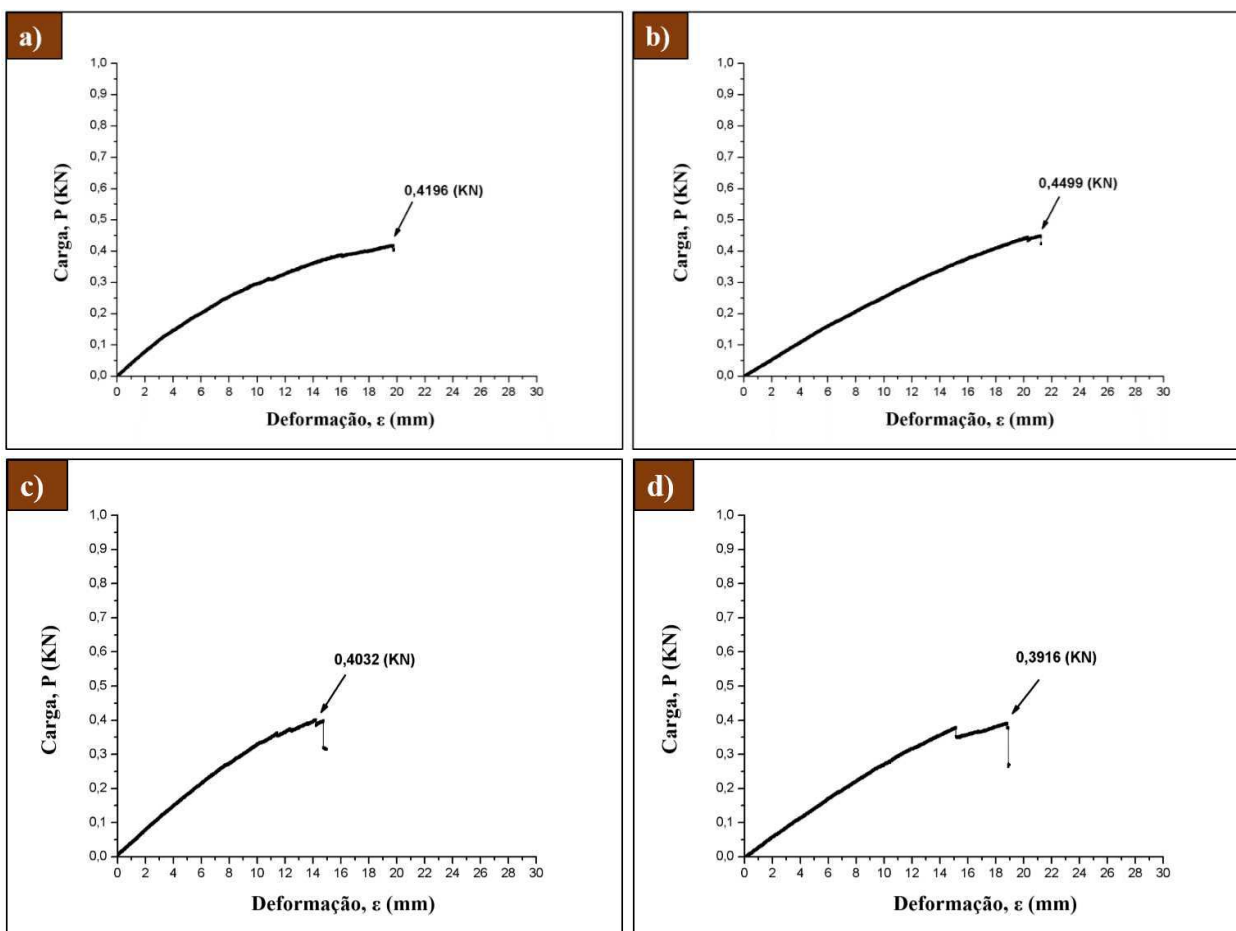 a)
1,0
0,9
0,8
0,7
0,6
0,5
0,4
0,3
0,2
0,1
0,0
Carga, P (KN)
0,4196 (KN)
0 2 4 6 8 10 12 14 16 18 20 22 24 26 28 30
Deformação, ε (mm)
b)
1,0
0,9
0,8
0,7
0,6
0,5
0,4
0,3
0,2
0,1
0,0
Carga, P (KN)
0,4499 (KN)
0 2 4 6 8 10 12 14 16 18 20 22 24 26 28 30
Deformação, ε (mm)
c)
1,0
0,9
0,8
0,7
0,6
0,5
0,4
0,3
0,2
0,1
0,0
Carga, P (KN)
0,4032 (KN)
0 2 4 6 8 10 12 14 16 18 20 22 24 26 28 30
Deformação, ε (mm)
d)
1,0
0,9
0,8
0,7
0,6
0,5
0,4
0,3
0,2
0,1
0,0
Carga, P (KN)
0,3916 (KN)
0 2 4 6 8 10 12 14 16 18 20 22 24 26 28 30
Deformação, ε (mm)